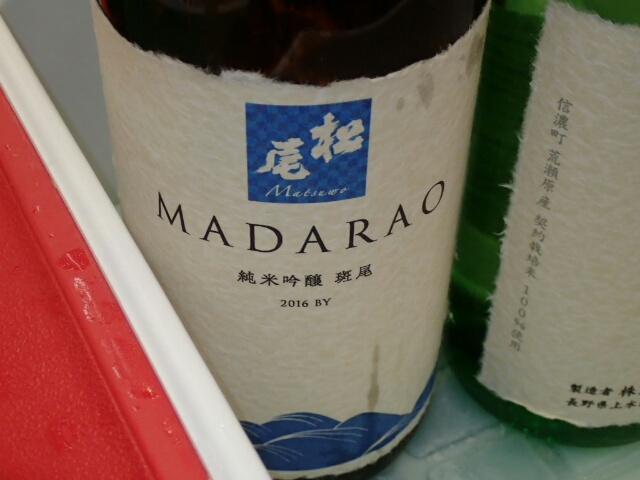 松尾
Matsuwo
MADARAO
純米吟醸 斑尾
2016 BY
信濃町 荒瀬原産 契約栽培米 100%使用
製造者 株
長野県上水